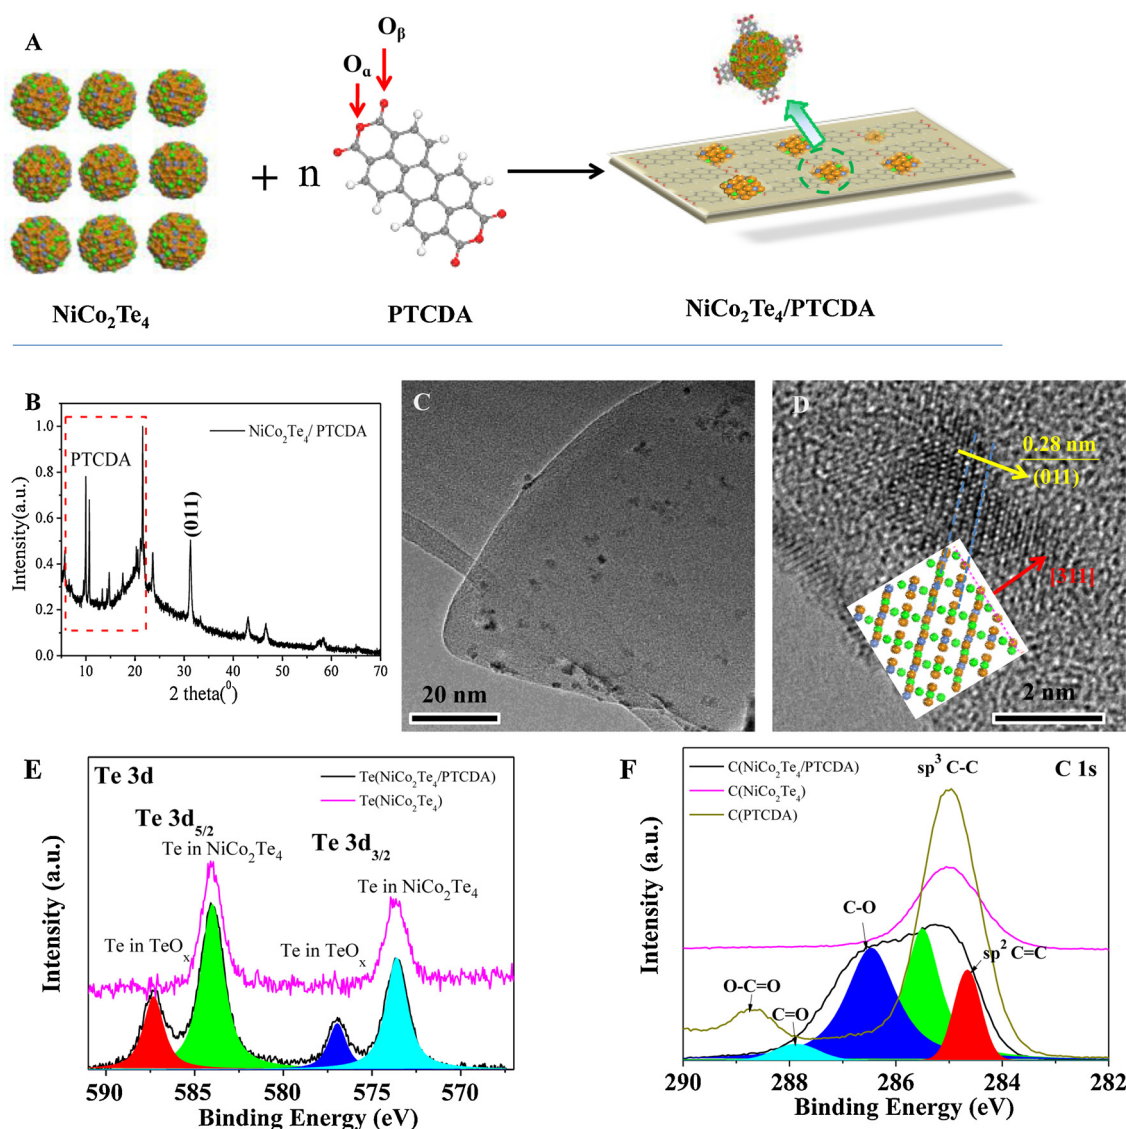 A
O_β
O_α
+ n
NiCo₂Te₄
PTCDA
NiCo₂Te₄/PTCDA
B
NiCo₂Te₄/ PTCDA
PTCDA
(011)
Intensity(a.u.)
1.0
0.8
0.6
0.4
0.2
0.0
10 20 30 40 50 60 70
2 theta(⁰)
C
20 nm
D
0.28 nm
(011)
[311]
2 nm
E
Te 3d
Te(NiCo₂Te₄/PTCDA)
Te(NiCo₂Te₄)
Te 3d₅/₂
Te in NiCo₂Te₄
Te 3d₃/₂
Te in NiCo₂Te₄
Te in TeOₓ
Te in TeOₓ
Intensity (a.u.)
590 585 580 575 570
Binding Energy (eV)
F
C(NiCo₂Te₄/PTCDA)
C(NiCo₂Te₄)
C(PTCDA)
sp³ C-C
C 1s
C-O
sp² C=C
O-C=O
C=O
Intensity (a.u.)
290 288 286 284 282
Binding Energy (eV)